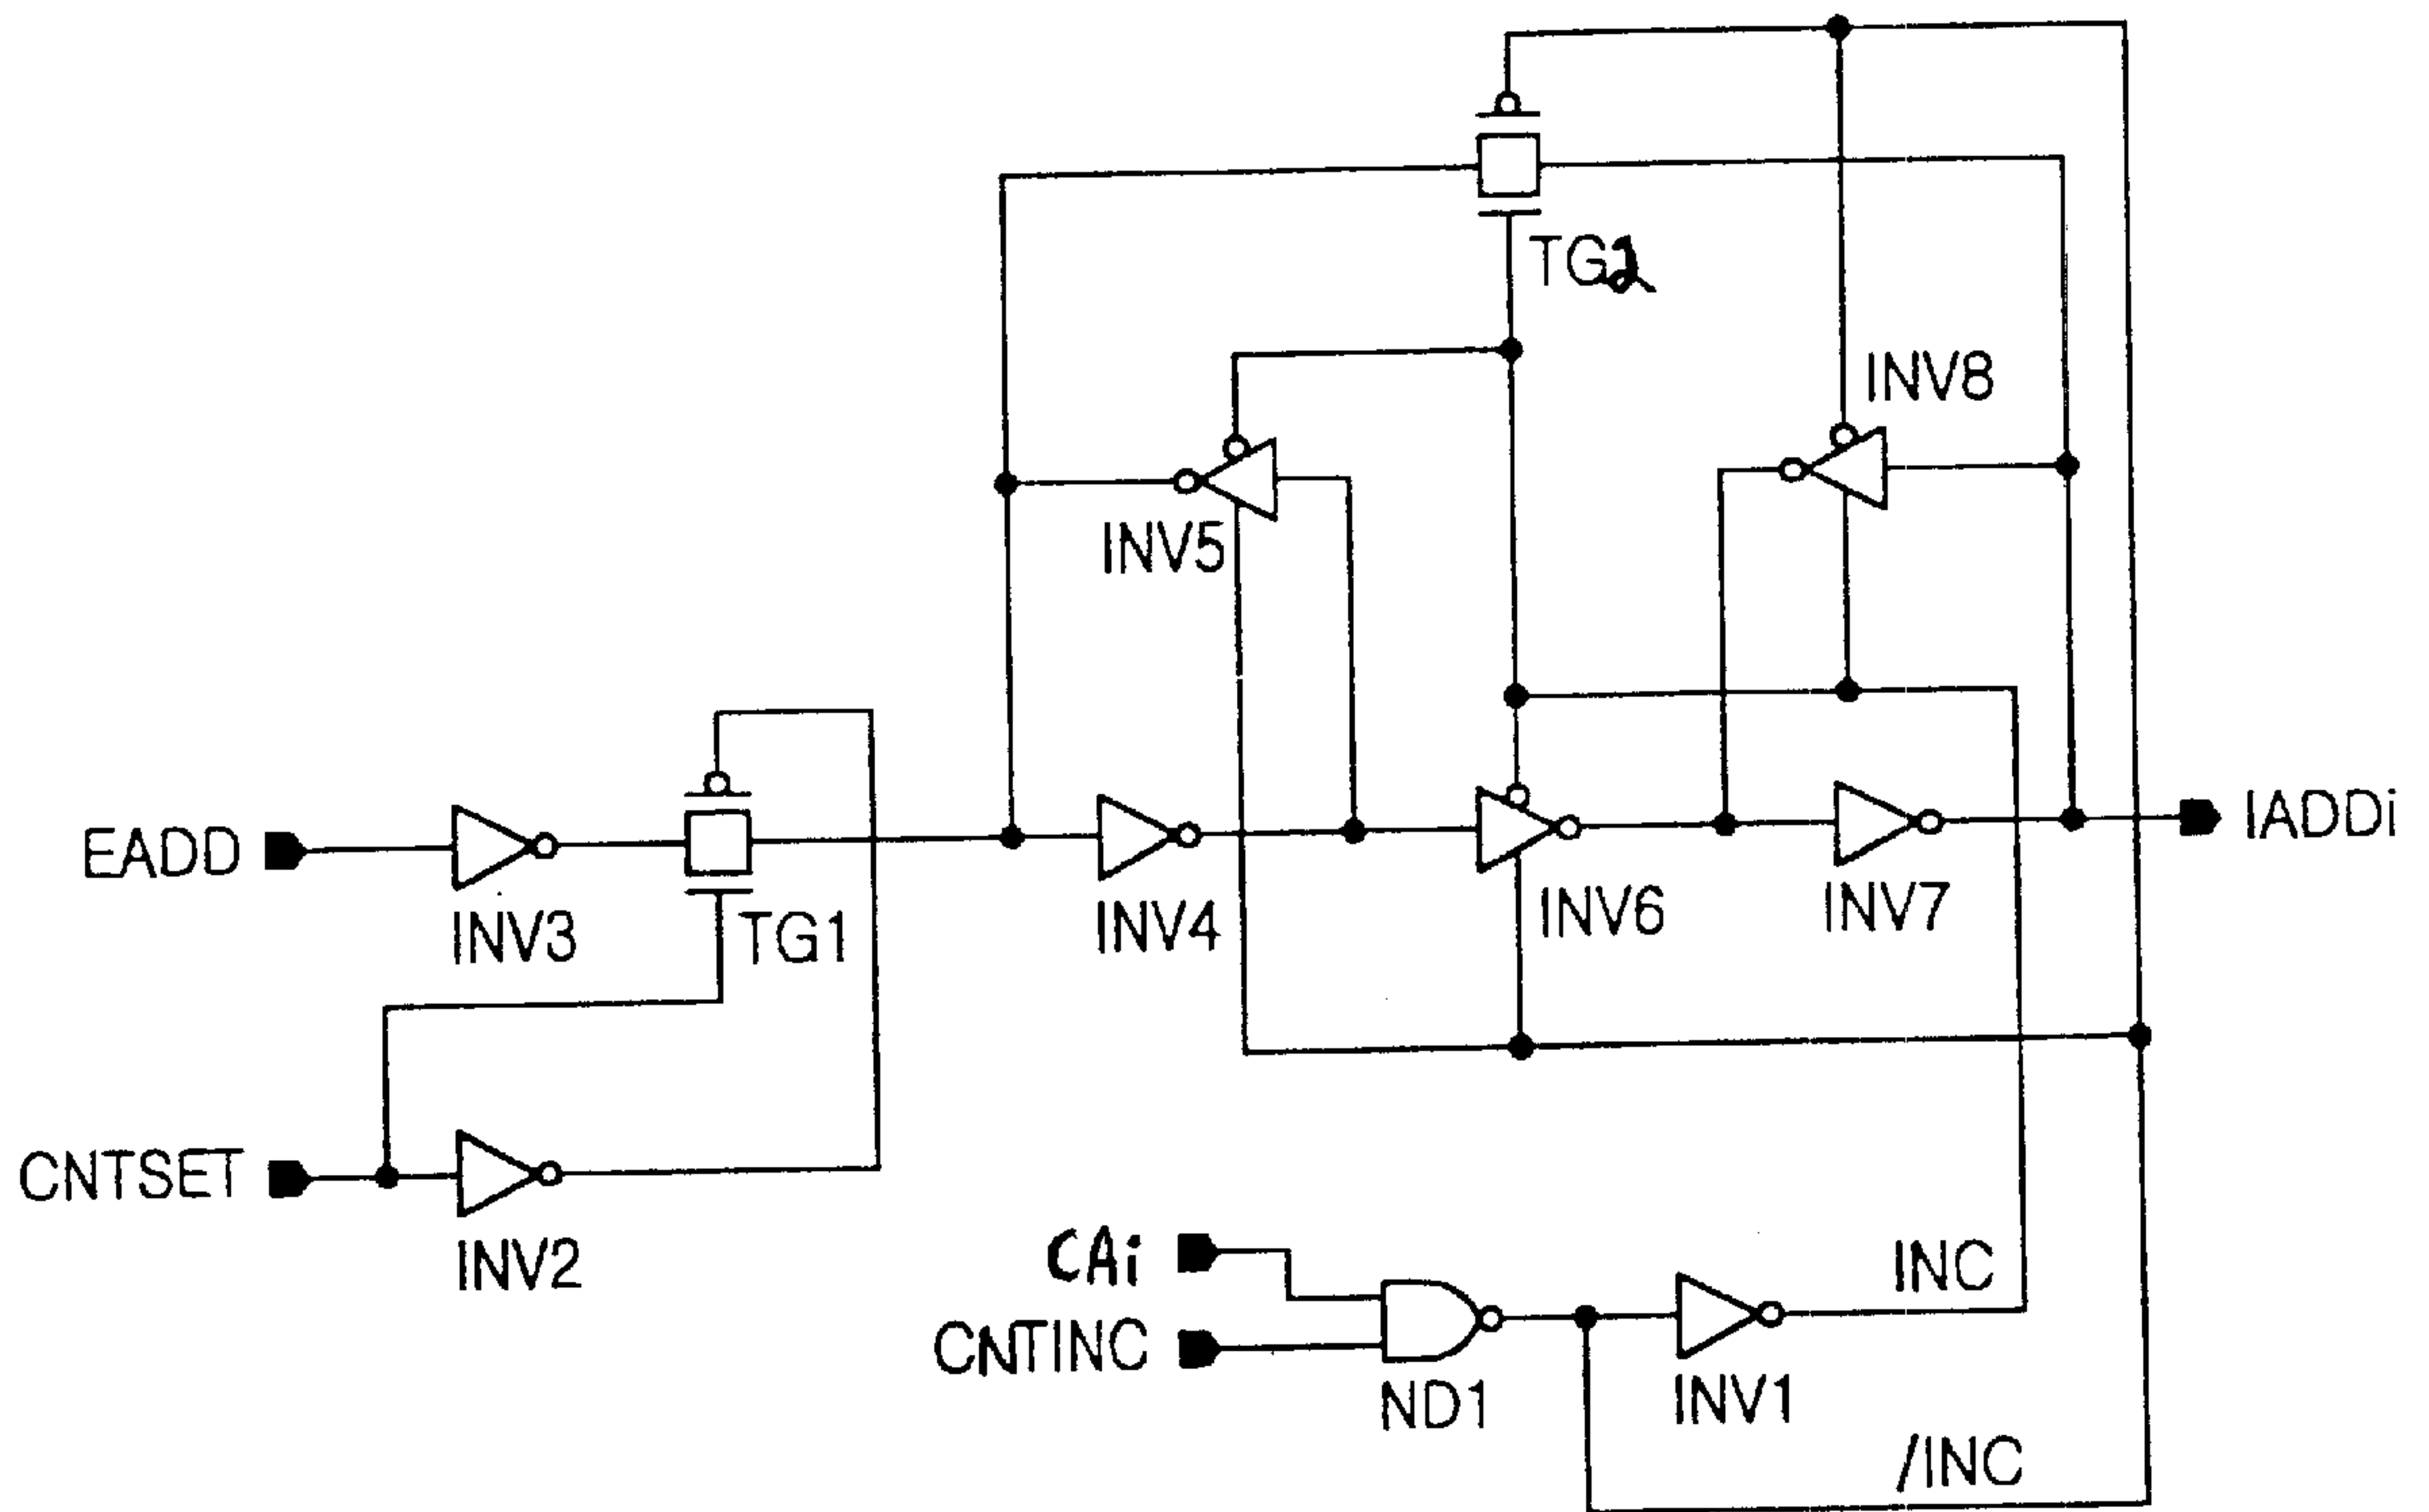 TG2
INV8
INV5
EADD
IADDi
INV3
TG1
INV4
INV6
INV7
CNTSET
INV2
CAi
INC
CNTINC
ND1
INV1
/INC